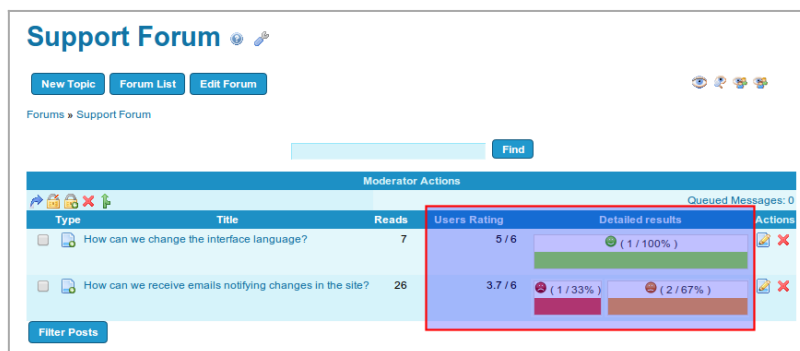 Support Forum
New Topic Forum List Edit Forum
Forums » Support Forum
Find
Moderator Actions
Queued Messages: 0
Type Title Reads Users Rating Detailed results Actions
How can we change the interface language? 7 5 / 6 ( 1 / 100% )
How can we receive emails notifying changes in the site? 26 3.7 / 6 ( 1 / 33% ) ( 2 / 67% )
Filter Posts